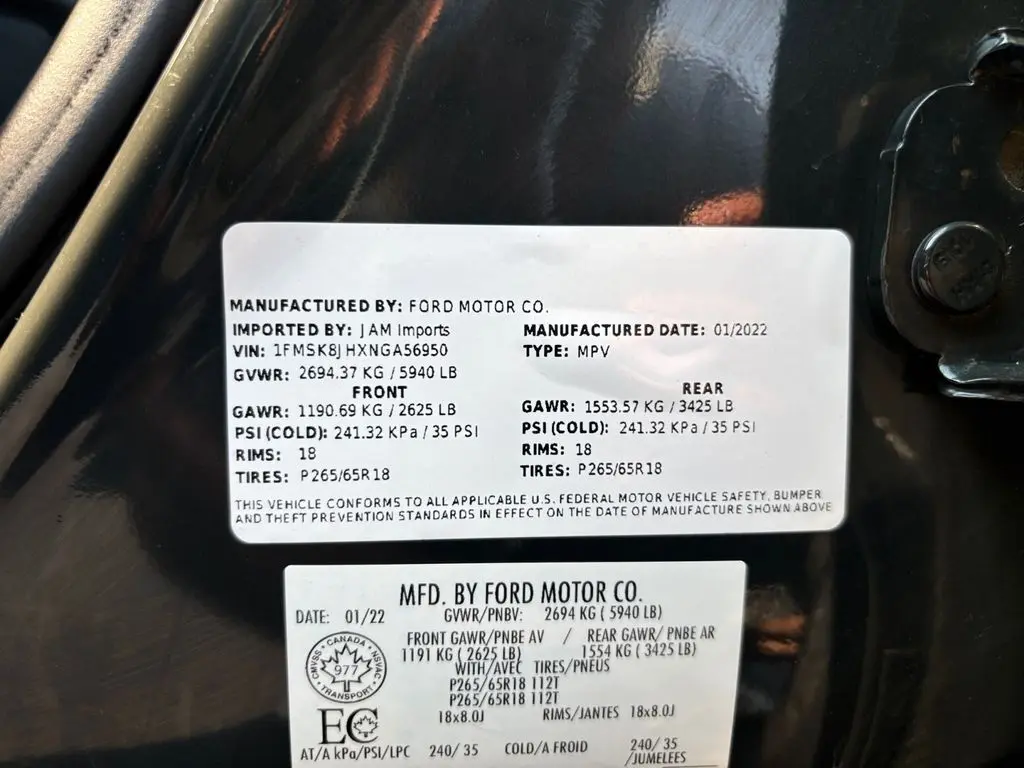 MANUFACTURED BY: FORD MOTOR CO.
IMPORTED BY: JAM Imports MANUFACTURED DATE: 01/2022
VIN: 1FMSK8JHXNGA56950 TYPE: MPV
GVWR: 2694.37 KG / 5940 LB
FRONT REAR
GAWR: 1190.69 KG / 2625 LB GAWR: 1553.57 KG / 3425 LB
PSI (COLD): 241.32 KPa / 35 PSI PSI (COLD): 241.32 KPa / 35 PSI
RIMS: 18 RIMS: 18
TIRES: P265/65R18 TIRES: P265/65R18
THIS VEHICLE CONFORMS TO ALL APPLICABLE U.S. FEDERAL MOTOR VEHICLE SAFETY, BUMPER
AND THEFT PREVENTION STANDARDS IN EFFECT ON THE DATE OF MANUFACTURE SHOWN ABOVE
MFD. BY FORD MOTOR CO.
DATE: 01/22 GVWR/PNBV: 2694 KG ( 5940 LB)
FRONT GAWR/PNBE AV / REAR GAWR/ PNBE AR
1191 KG ( 2625 LB) 1554 KG ( 3425 LB)
WITH/AVEC TIRES/PNEUS
P265/65R18 112T
P265/65R18 112T
18x8.0J RIMS/JANTES 18x8.0J
CANADA
CMVSS 977 NSVAC
TRANSPORT
EC
AT/A kPa/PSI/LPC 240/ 35 COLD/A FROID 240/ 35
/JUMELEES